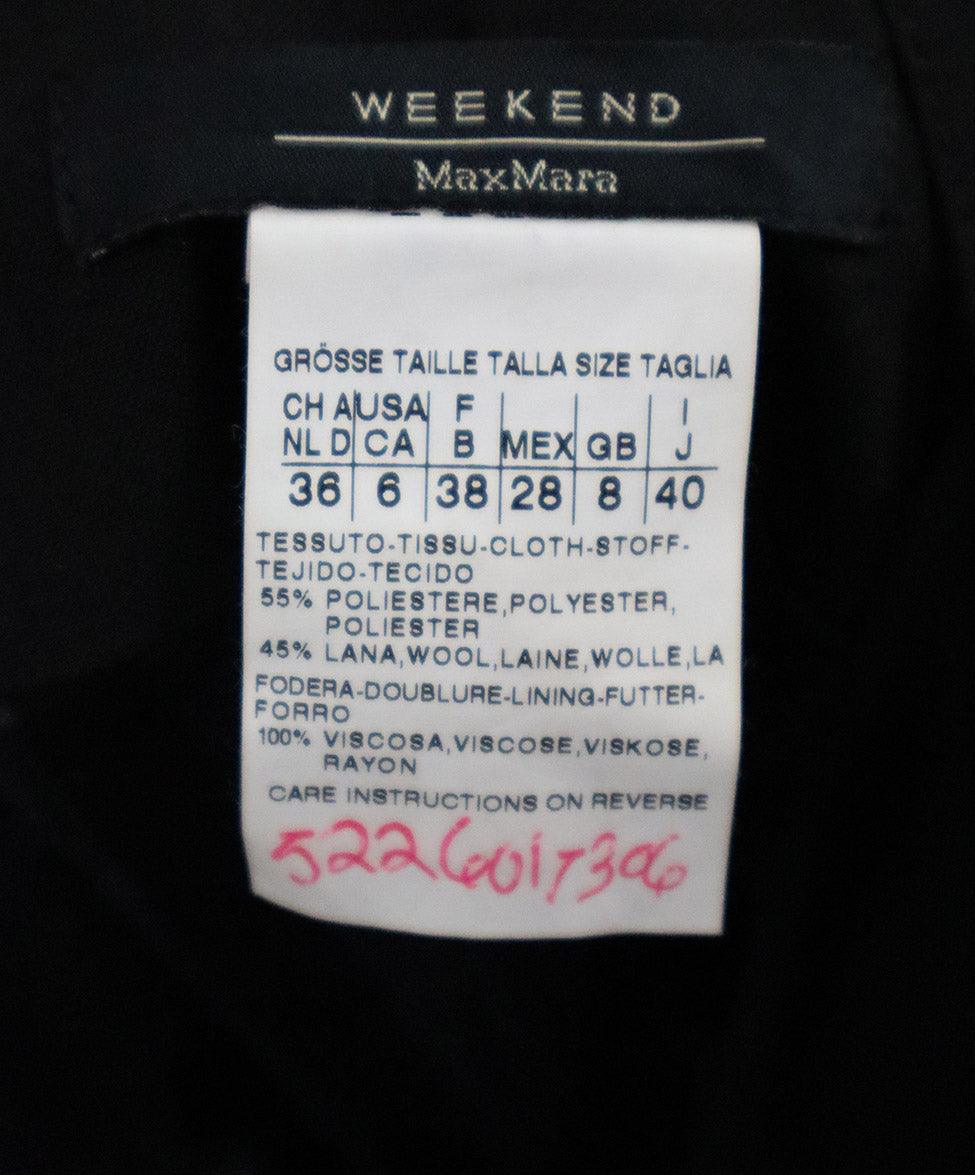 WEEKEND
MaxMara
GRÖSSE TAILLE TALLA SIZE TAGLIA
CH A USA F I
NL D CA B MEX GB J
36 6 38 28 8 40
TESSUTO-TISSU-CLOTH-STOFF-
TEJIDO-TECIDO
55% POLIESTERE,POLYESTER,
POLIESTER
45% LANA,WOOL,LAINE,WOLLE,LA
FODERA-DOUBLURE-LINING-FUTTER-
FORRO
100% VISCOSA,VISCOSE,VISKOSE,
RAYON
CARE INSTRUCTIONS ON REVERSE
5226017306